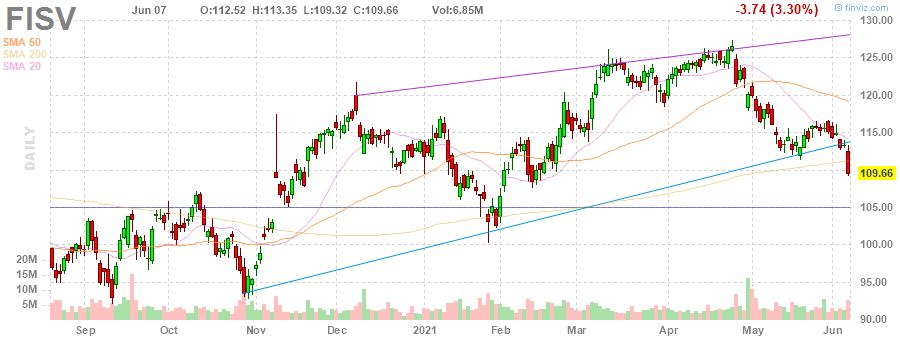 FISV
Jun 07 O:112.52 H:113.35 L:109.32 C:109.66 Vol:6.85M -3.74 (3.30%)
© finviz.com
SMA 50
SMA 200
SMA 20
DAILY
130.00
125.00
120.00
115.00
109.66
105.00
100.00
95.00
90.00
20M
15M
10M
5M
Sep Oct Nov Dec 2021 Feb Mar Apr May Jun